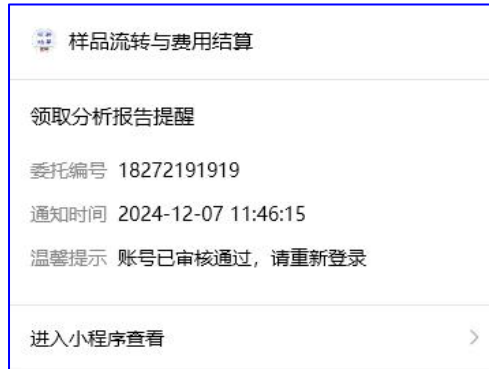 样品流转与费用结算
领取分析报告提醒
委托编号 18272191919
通知时间 2024-12-07 11:46:15
温馨提示 账号已审核通过，请重新登录
进入小程序查看